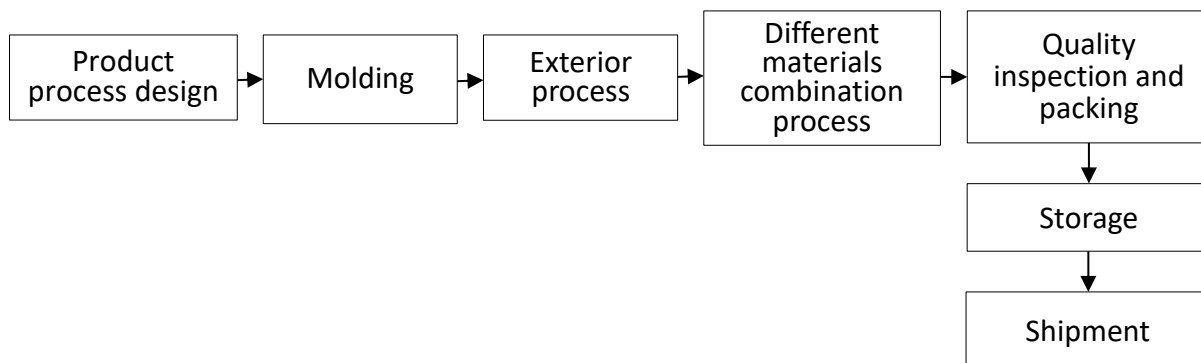 Product
process design
Molding
Exterior
process
Different
materials
combination
process
Quality
inspection and
packing
Storage
Shipment